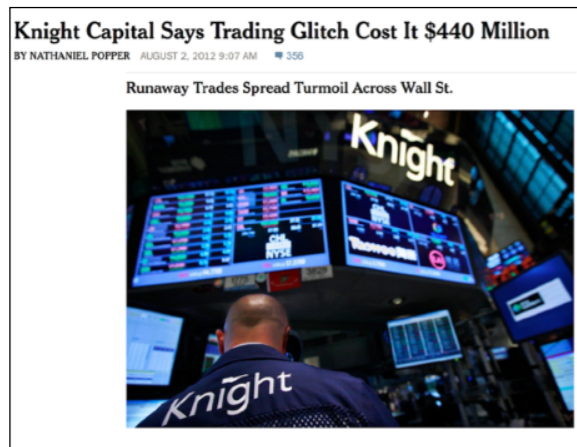 Knight Capital Says Trading Glitch Cost It $440 Million
BY NATHANIEL POPPER AUGUST 2, 2012 9:07 AM 356
Runaway Trades Spread Turmoil Across Wall St.
Knight
NYSE
NYSE
Knight